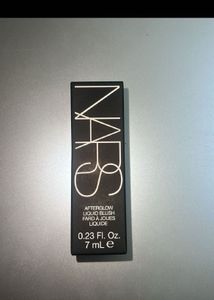 NARS
AFTERGLOW
LIQUID BLUSH
FARD À JOUES
LIQUIDE
0.23 Fl. Oz.
7 mL ℮